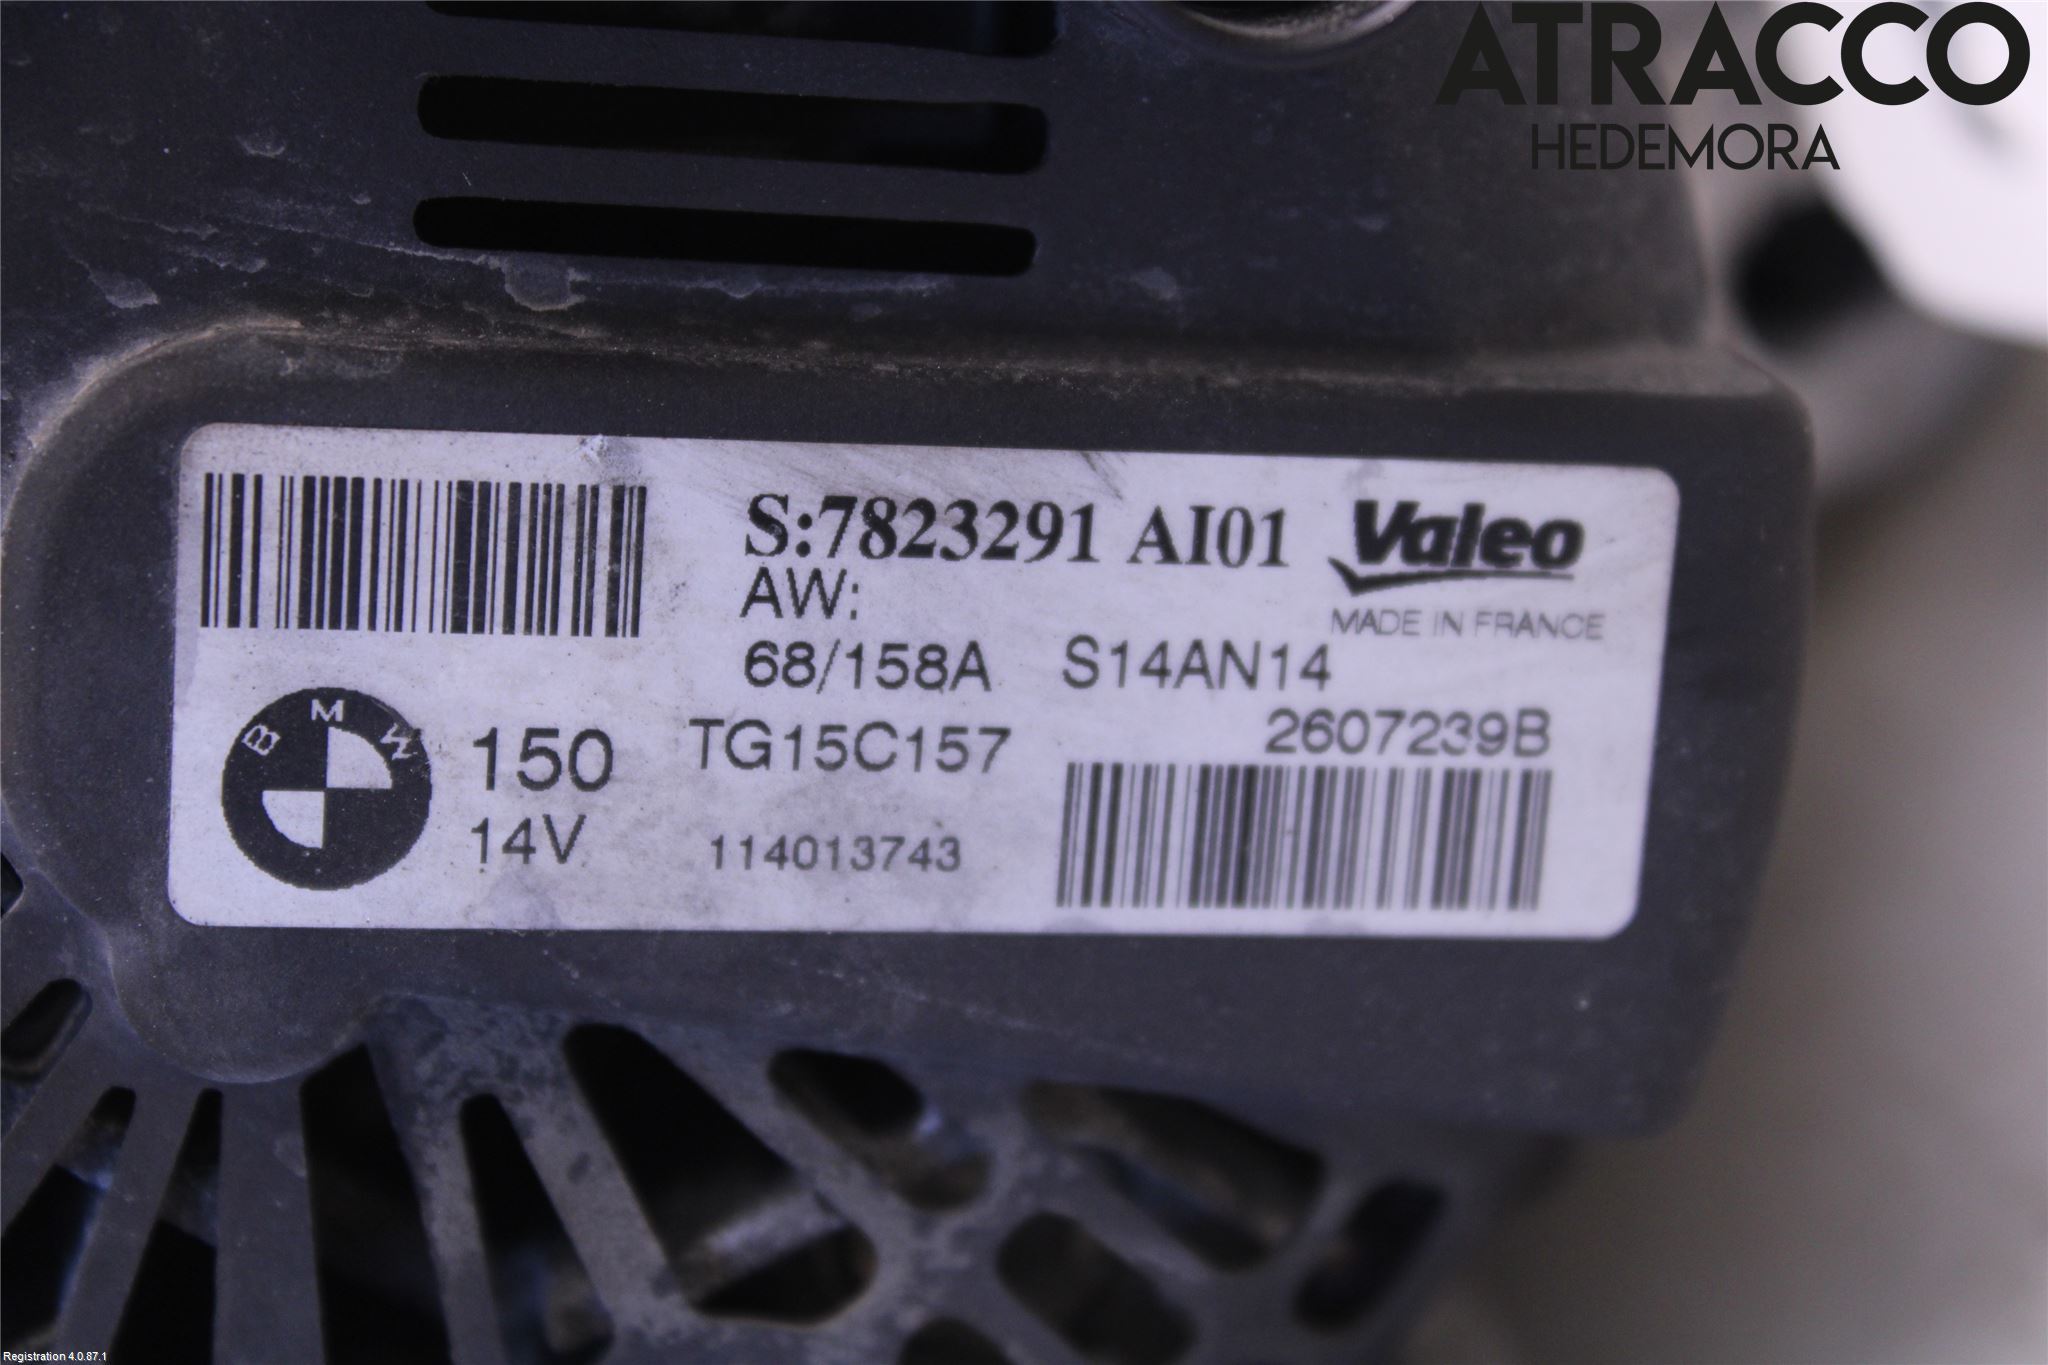 ATRACCO
HEDEMORA
S:7823291 AI01
Valeo
AW:
MADE IN FRANCE
68/158A S14AN14
BMW
150
TG15C157
2607239B
14V
114013743
Registration 4.0.87.1